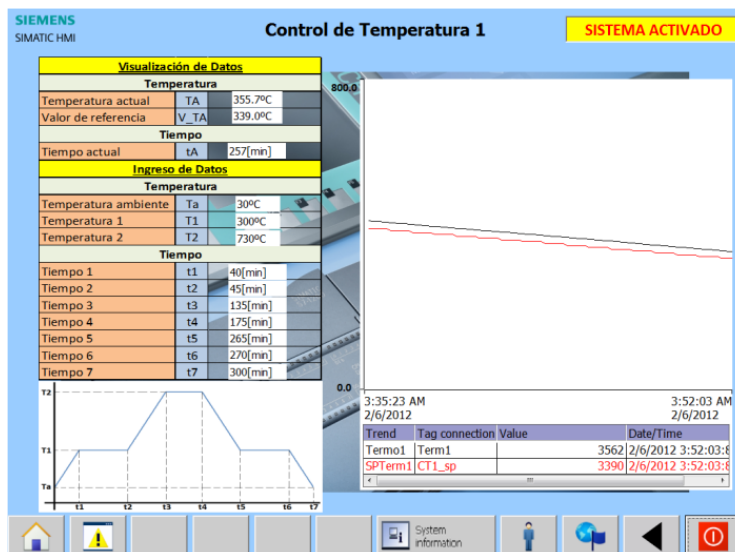 SIEMENS
SIMATIC HMI
Control de Temperatura 1
SISTEMA ACTIVADO
Visualización de Datos
Temperatura
Temperatura actual TA 355.7ºC
Valor de referencia V_TA 339.0ºC
Tiempo
Tiempo actual tA 257[min]
Ingreso de Datos
Temperatura
Temperatura ambiente Ta 30ºC
Temperatura 1 T1 300ºC
Temperatura 2 T2 730ºC
Tiempo
Tiempo 1 t1 40[min]
Tiempo 2 t2 45[min]
Tiempo 3 t3 135[min]
Tiempo 4 t4 175[min]
Tiempo 5 t5 265[min]
Tiempo 6 t6 270[min]
Tiempo 7 t7 300[min]
T2
T1
Ta
t1 t2 t3 t4 t5 t6 t7
800.0
0.0
3:35:23 AM 3:52:03 AM
2/6/2012 2/6/2012
Trend Tag connection Value Date/Time
Termo1 Term1 3562 2/6/2012 3:52:03:8
SPTerm1 CT1_sp 3390 2/6/2012 3:52:03:8
System
information